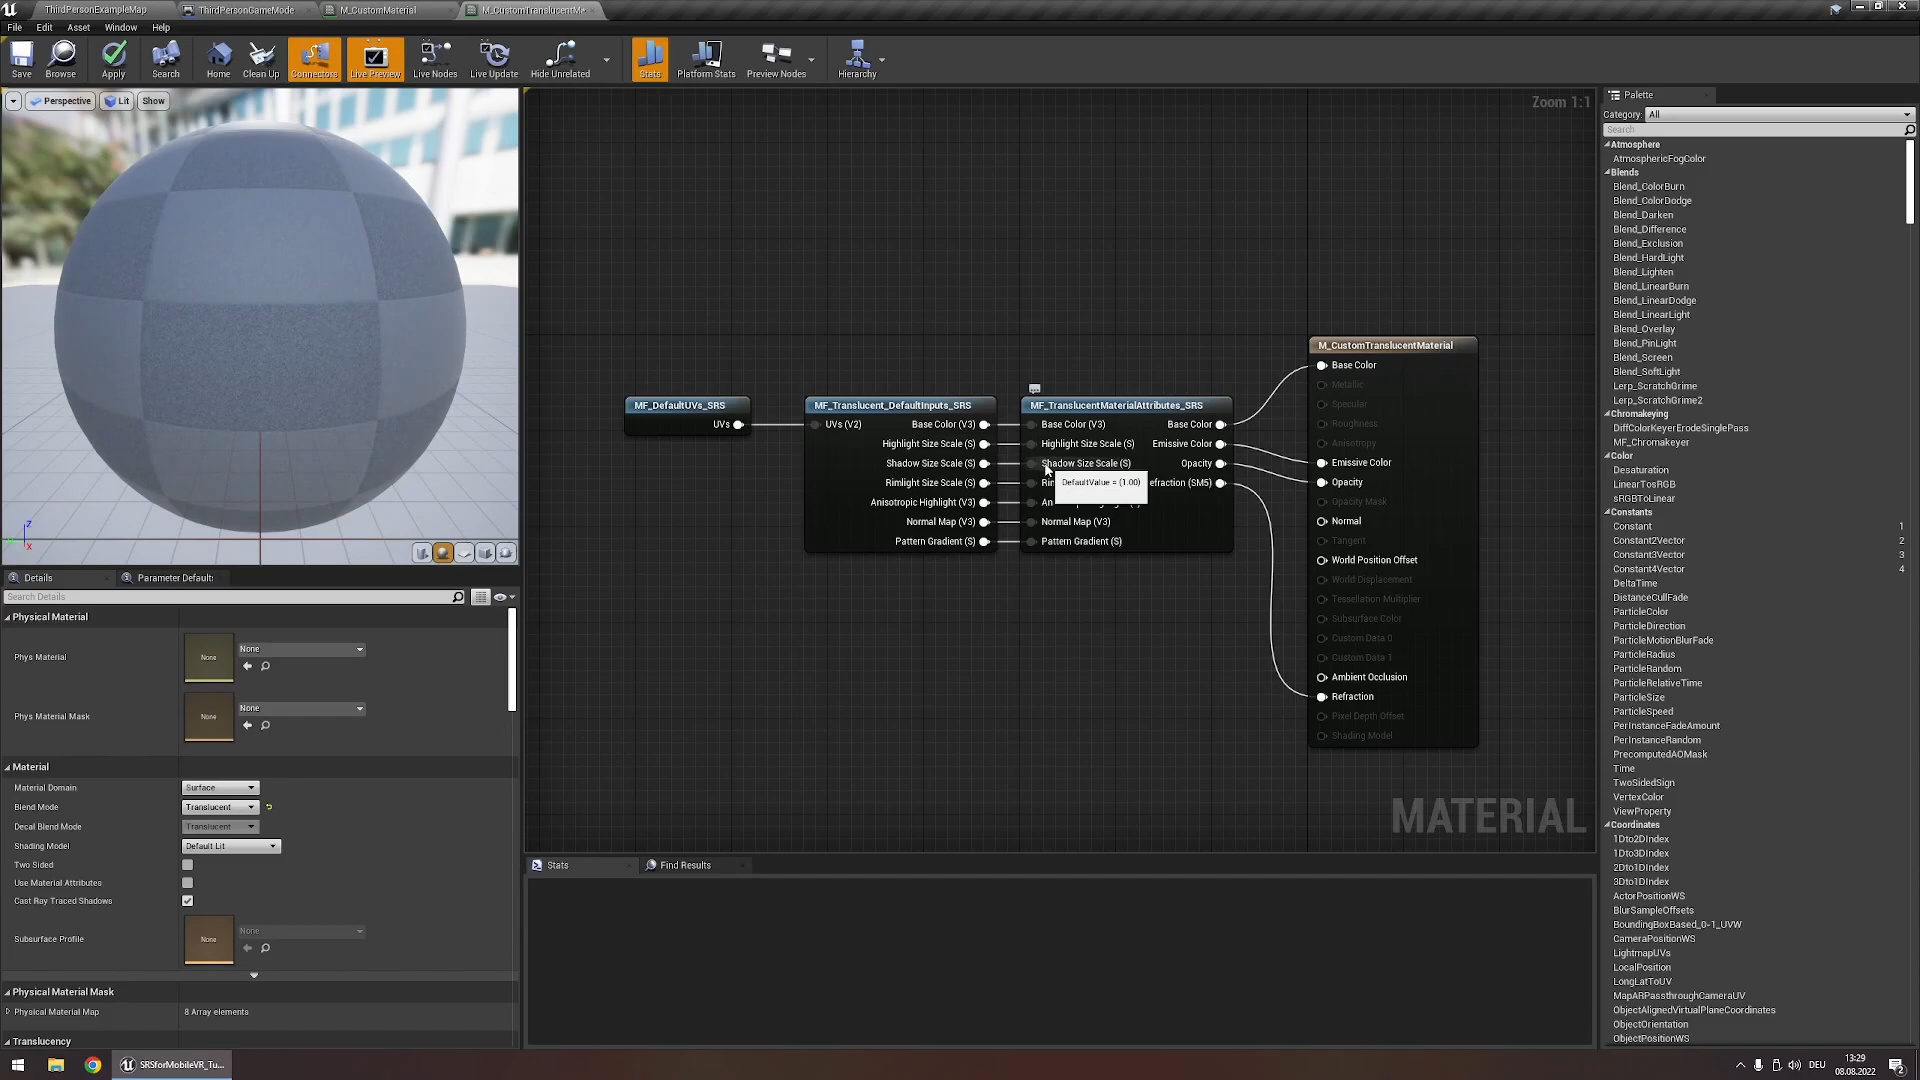 ThirdPersonExampleMap
ThirdPersonGameMode
M_CustomMaterial
M_CustomTranslucentMa
File Edit Asset Window Help
Save Browse Apply Search Home Clean Up Connectors Live Preview Live Nodes Live Update Hide Unrelated Stats Platform Stats Preview Nodes Hierarchy
Perspective Lit Show
Zoom 1:1
MF_DefaultUVs_SRS
UVs
MF_Translucent_DefaultInputs_SRS
UVs (V2) Base Color (V3)
Highlight Size Scale (S)
Shadow Size Scale (S)
Rimlight Size Scale (S)
Anisotropic Highlight (V3)
Normal Map (V3)
Pattern Gradient (S)
MF_TranslucentMaterialAttributes_SRS
Base Color (V3) Base Color
Highlight Size Scale (S) Emissive Color
Shadow Size Scale (S) Opacity
Rim efraction (SM5)
An
Normal Map (V3)
Pattern Gradient (S)
DefaultValue = (1.00)
M_CustomTranslucentMaterial
Base Color
Metallic
Specular
Roughness
Anisotropy
Emissive Color
Opacity
Opacity Mask
Normal
Tangent
World Position Offset
World Displacement
Tessellation Multiplier
Subsurface Color
Custom Data 0
Custom Data 1
Ambient Occlusion
Refraction
Pixel Depth Offset
Shading Model
MATERIAL
Z
X
Details Parameter Default
Search Details
Physical Material
Phys Material None None
Phys Material Mask None None
Material
Material Domain Surface
Blend Mode Translucent
Decal Blend Mode Translucent
Shading Model Default Lit
Two Sided
Use Material Attributes
Cast Ray Traced Shadows
Subsurface Profile None None
Physical Material Mask
Physical Material Map 8 Array elements
Translucency
Stats Find Results
Palette
Category: All
Search
Atmosphere
AtmosphericFogColor
Blends
Blend_ColorBurn
Blend_ColorDodge
Blend_Darken
Blend_Difference
Blend_Exclusion
Blend_HardLight
Blend_Lighten
Blend_LinearBurn
Blend_LinearDodge
Blend_LinearLight
Blend_Overlay
Blend_PinLight
Blend_Screen
Blend_SoftLight
Lerp_ScratchGrime
Lerp_ScratchGrime2
Chromakeying
DiffColorKeyerErodeSinglePass
MF_Chromakeyer
Color
Desaturation
LinearTosRGB
sRGBToLinear
Constants
Constant 1
Constant2Vector 2
Constant3Vector 3
Constant4Vector 4
DeltaTime
DistanceCullFade
ParticleColor
ParticleDirection
ParticleMotionBlurFade
ParticleRadius
ParticleRandom
ParticleRelativeTime
ParticleSize
ParticleSpeed
PerInstanceFadeAmount
PerInstanceRandom
PrecomputedAOMask
Time
TwoSidedSign
VertexColor
ViewProperty
Coordinates
1Dto2DIndex
1Dto3DIndex
2Dto1DIndex
3Dto1DIndex
ActorPositionWS
BlurSampleOffsets
BoundingBoxBased_0-1_UVW
CameraPositionWS
LightmapUVs
LocalPosition
LongLatToUV
MapARPassthroughCameraUV
ObjectAlignedVirtualPlaneCoordinates
ObjectOrientation
ObjectPositionWS
SRSforMobileVR_Tu...
DEU
13:29
08.08.2022
2